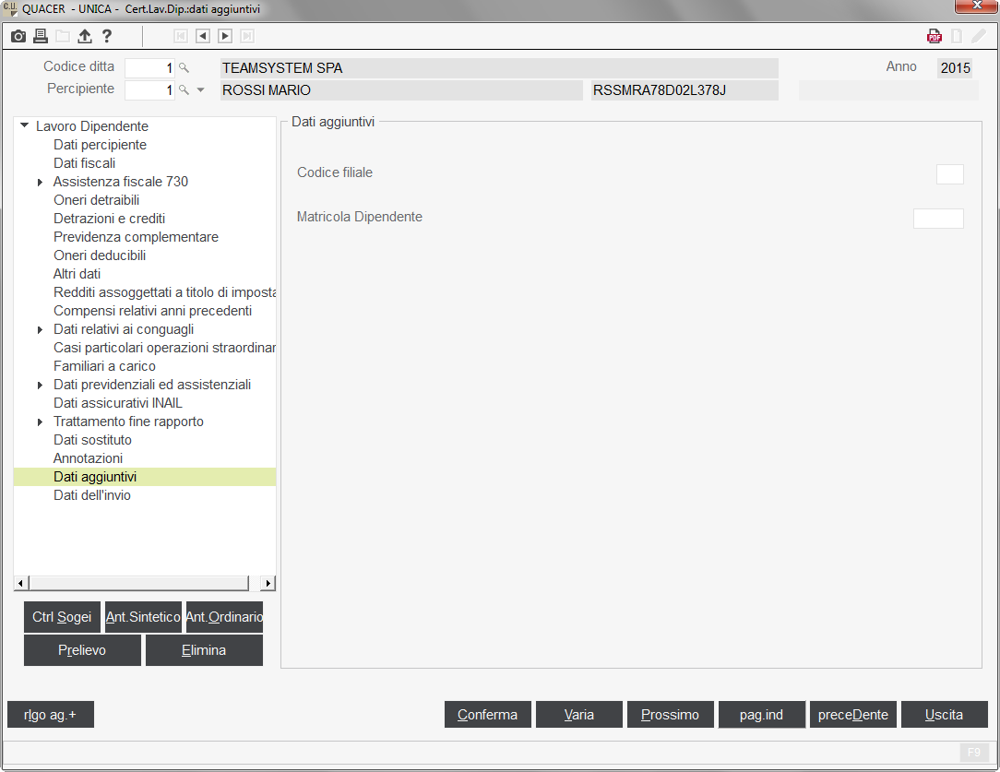 QUACER - UNICA - Cert.Lav.Dip.:dati aggiuntivi
Codice ditta 1 TEAMSYSTEM SPA Anno 2015
Percipiente 1 ROSSI MARIO RSSMRA78D02L378J
Lavoro Dipendente
Dati percipiente
Dati fiscali
Assistenza fiscale 730
Oneri detraibili
Detrazioni e crediti
Previdenza complementare
Oneri deducibili
Altri dati
Redditi assoggettati a titolo di imposta
Compensi relativi anni precedenti
Dati relativi ai conguagli
Casi particolari operazioni straordinar
Familiari a carico
Dati previdenziali ed assistenziali
Dati assicurativi INAIL
Trattamento fine rapporto
Dati sostituto
Annotazioni
Dati aggiuntivi
Dati dell'invio
Dati aggiuntivi
Codice filiale
Matricola Dipendente
Ctrl Sogei Ant.Sintetico Ant.Ordinario
Prelievo Elimina
rIgo ag.+ Conferma Varia Prossimo pag.ind preceDente Uscita
F9